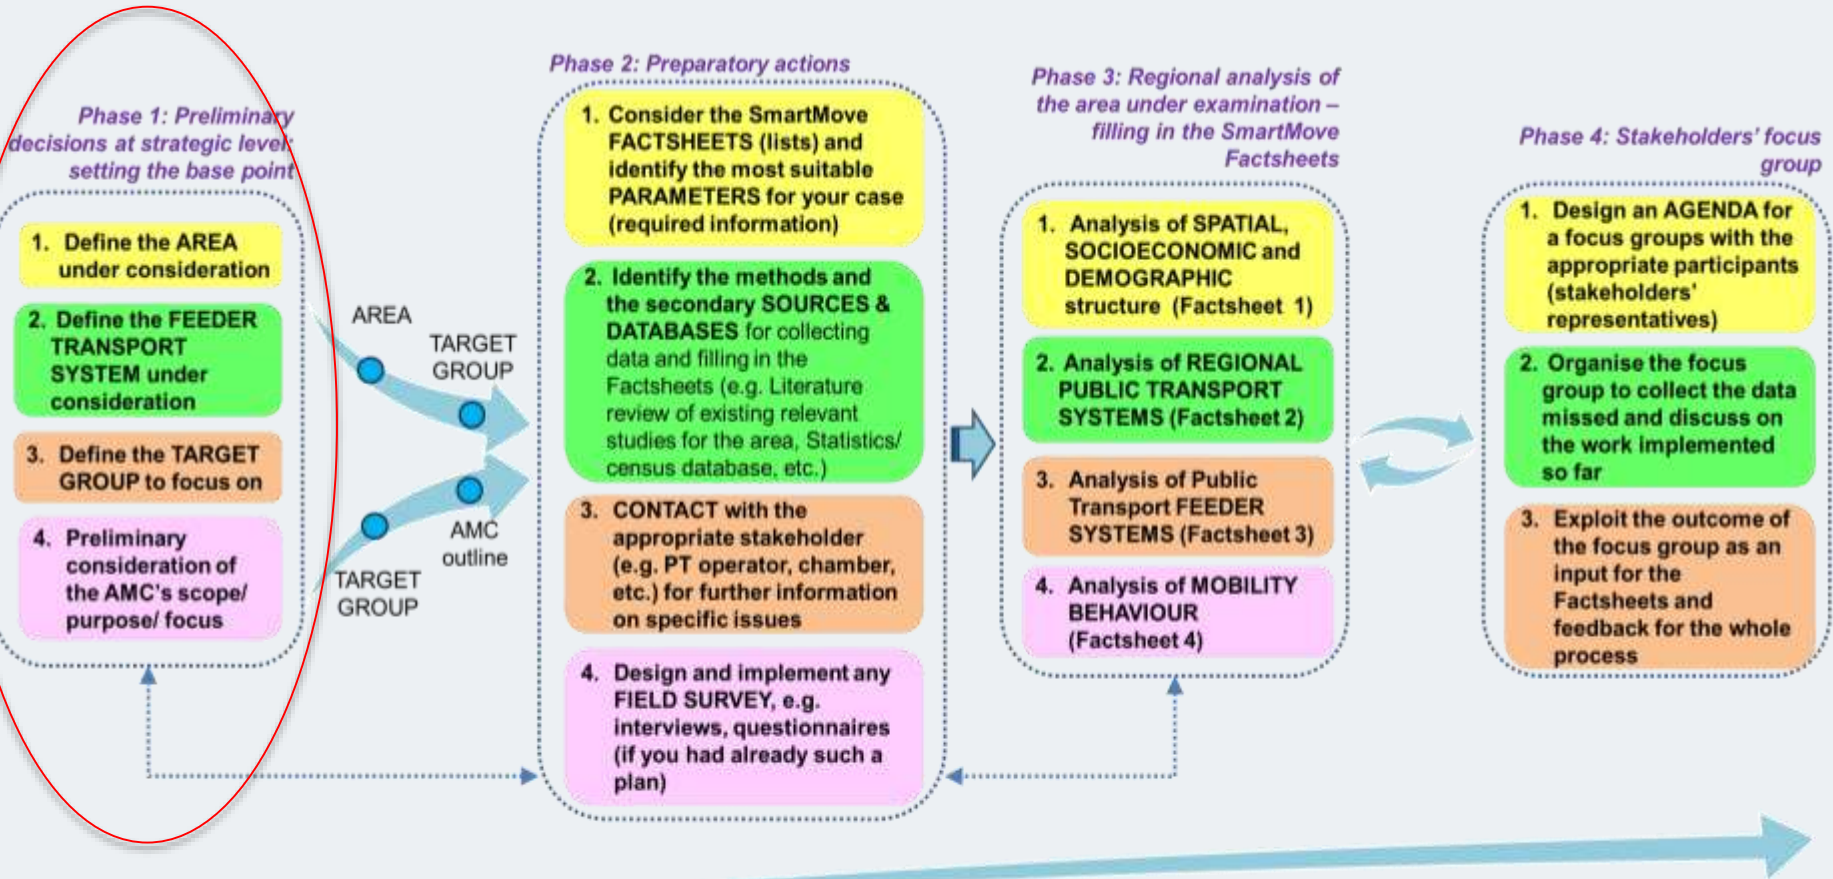 Phase 1: Preliminary
decisions at strategic level:
setting the base point
1. Define the AREA
under consideration
2. Define the FEEDER
TRANSPORT
SYSTEM under
consideration
3. Define the TARGET
GROUP to focus on
4. Preliminary
consideration of
the AMC's scope/
purpose/ focus
AREA
TARGET
GROUP
AMC
outline
TARGET
GROUP
Phase 2: Preparatory actions
1. Consider the SmartMove
FACTSHEETS (lists) and
identify the most suitable
PARAMETERS for your case
(required information)
2. Identify the methods and
the secondary SOURCES &
DATABASES for collecting
data and filling in the
Factsheets (e.g. Literature
review of existing relevant
studies for the area, Statistics/
census database, etc.)
3. CONTACT with the
appropriate stakeholder
(e.g. PT operator, chamber,
etc.) for further information
on specific issues
4. Design and implement any
FIELD SURVEY, e.g.
interviews, questionnaires
(if you had already such a
plan)
Phase 3: Regional analysis of
the area under examination –
filling in the SmartMove
Factsheets
1. Analysis of SPATIAL,
SOCIOECONOMIC and
DEMOGRAPHIC
structure (Factsheet 1)
2. Analysis of REGIONAL
PUBLIC TRANSPORT
SYSTEMS (Factsheet 2)
3. Analysis of Public
Transport FEEDER
SYSTEMS (Factsheet 3)
4. Analysis of MOBILITY
BEHAVIOUR
(Factsheet 4)
Phase 4: Stakeholders' focus
group
1. Design an AGENDA for
a focus groups with the
appropriate participants
(stakeholders'
representatives)
2. Organise the focus
group to collect the data
missed and discuss on
the work implemented
so far
3. Exploit the outcome of
the focus group as an
input for the
Factsheets and
feedback for the whole
process